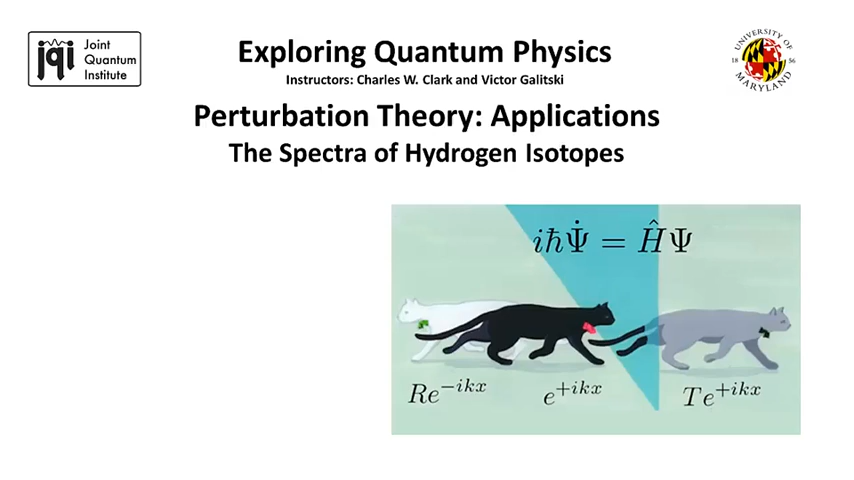 jqi Joint
Quantum
Institute
Exploring Quantum Physics
Instructors: Charles W. Clark and Victor Galitski
UNIVERSITY OF
18 56
MARYLAND
Perturbation Theory: Applications
The Spectra of Hydrogen Isotopes
iħΨ̇ = ĤΨ
Re^{-ikx} e^{+ikx} Te^{+ikx}